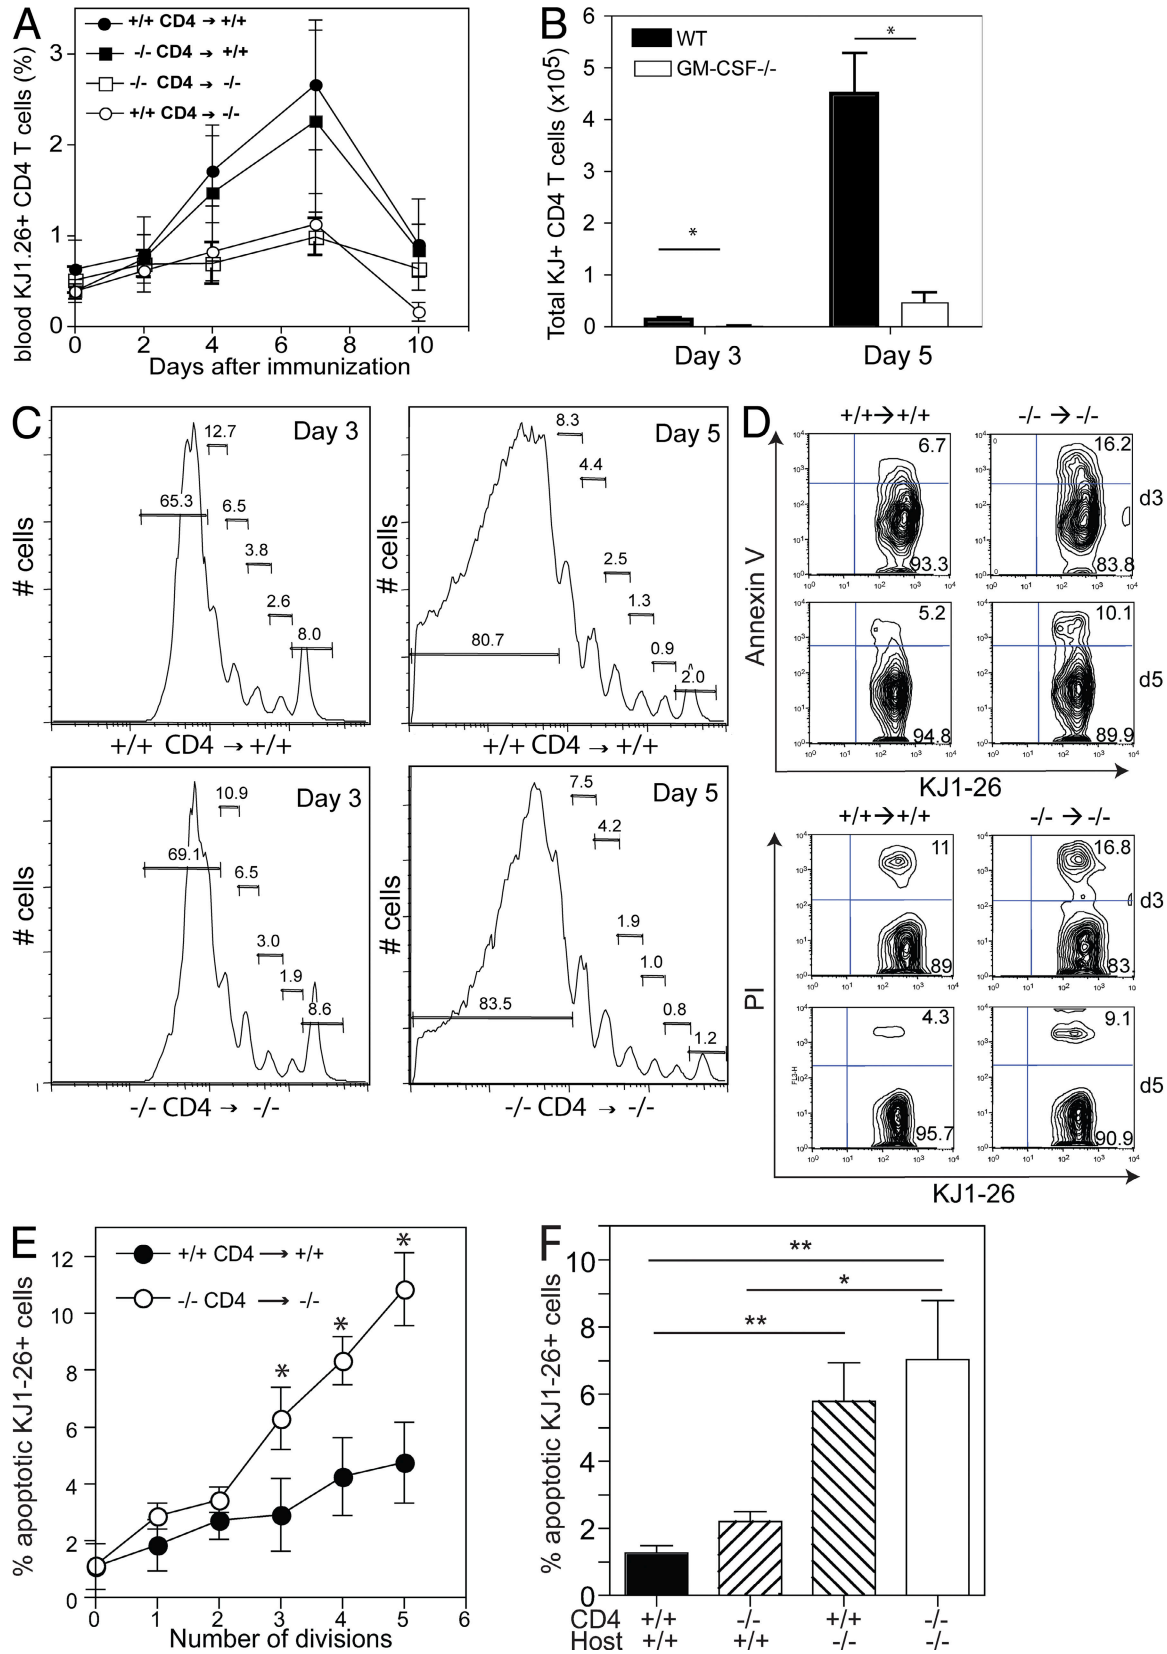 A
+/+ CD4 → +/+
-/- CD4 → +/+
-/- CD4 → -/-
+/+ CD4 → -/-
blood KJ1.26+ CD4 T cells (%)
3
2
1
0
0 2 4 6 8 10
Days after immunization
B
WT
GM-CSF-/-
*
*
Total KJ+ CD4 T cells (x10⁵)
6
5
4
3
2
1
0
Day 3 Day 5
C
Day 3
12.7
65.3
6.5
3.8
2.6
8.0
# cells
+/+ CD4 → +/+
Day 5
8.3
4.4
2.5
1.3
0.9
80.7
2.0
# cells
+/+ CD4 → +/+
Day 3
10.9
69.1
6.5
3.0
1.9
8.6
# cells
-/- CD4 → -/-
Day 5
7.5
4.2
1.9
1.0
83.5
0.8
1.2
# cells
-/- CD4 → -/-
D
+/+→+/+ -/- → -/-
6.7 16.2
d3
93.3 83.8
5.2 10.1
d5
94.8 89.9
Annexin V
KJ1-26
+/+→+/+ -/- → -/-
11 16.8
d3
89 83
4.3 9.1
d5
95.7 90.9
PI
FL3-H
KJ1-26
E
+/+ CD4 → +/+
-/- CD4 → -/-
*
*
*
% apoptotic KJ1-26+ cells
12
10
8
6
4
2
0
0 1 2 3 4 5 6
Number of divisions
F
**
*
**
% apoptotic KJ1-26+ cells
10
8
6
4
2
0
CD4 +/+ -/- +/+ -/-
Host +/+ +/+ -/- -/-